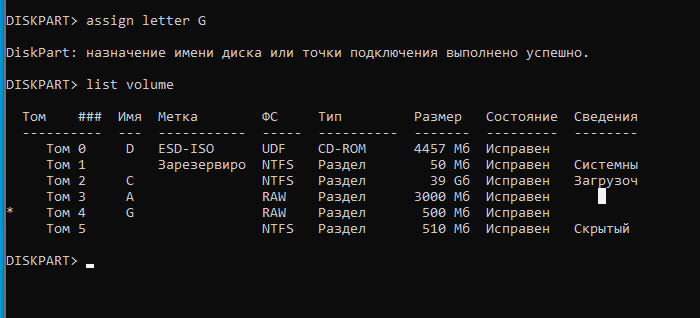 DISKPART> assign letter G
DiskPart: назначение имени диска или точки подключения выполнено успешно.
DISKPART> list volume
Том ### Имя Метка ФС Тип Размер Состояние Сведения
---------- --- ----------- ----- ---------- ------- --------- --------
Том 0 D ESD-ISO UDF CD-ROM 4457 Мб Исправен
Том 1 Зарезервиро NTFS Раздел 50 Мб Исправен Системны
Том 2 C NTFS Раздел 39 Gб Исправен Загрузоч
Том 3 A RAW Раздел 3000 Мб Исправен
* Том 4 G RAW Раздел 500 Мб Исправен
Том 5 NTFS Раздел 510 Мб Исправен Скрытый
DISKPART>